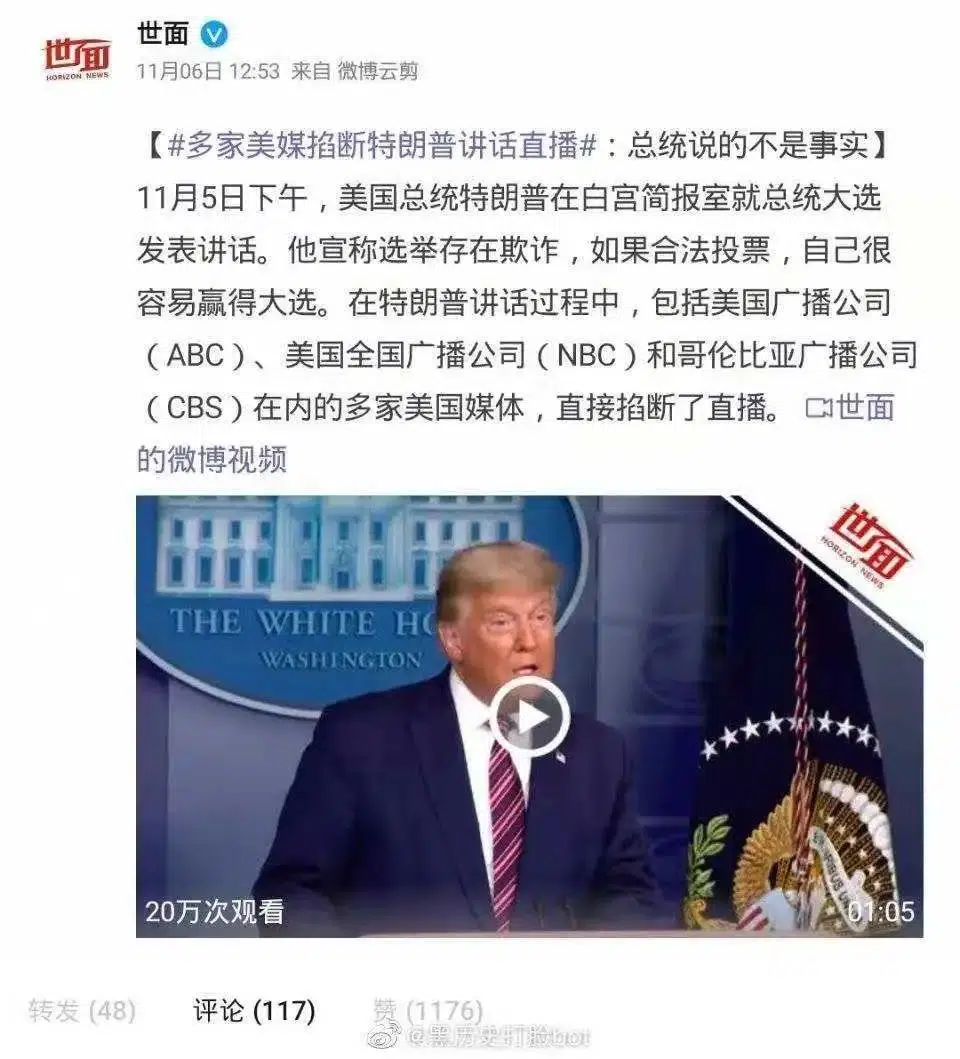 世面
HORIZON NEWS
世面
11月06日 12:53 来自 微博云剪
【#多家美媒掐断特朗普讲话直播#：总统说的不是事实】
11月5日下午，美国总统特朗普在白宫简报室就总统大选
发表讲话。他宣称选举存在欺诈，如果合法投票，自己很
容易赢得大选。在特朗普讲话过程中，包括美国广播公司
（ABC）、美国全国广播公司（NBC）和哥伦比亚广播公司
（CBS）在内的多家美国媒体，直接掐断了直播。 世面
的微博视频
世面
HORIZON NEWS
THE WHITE HO
WASHINGTON
20万次观看
01:05
转发 (48)
评论 (117)
赞 (1176)
@黑历史打脸bot